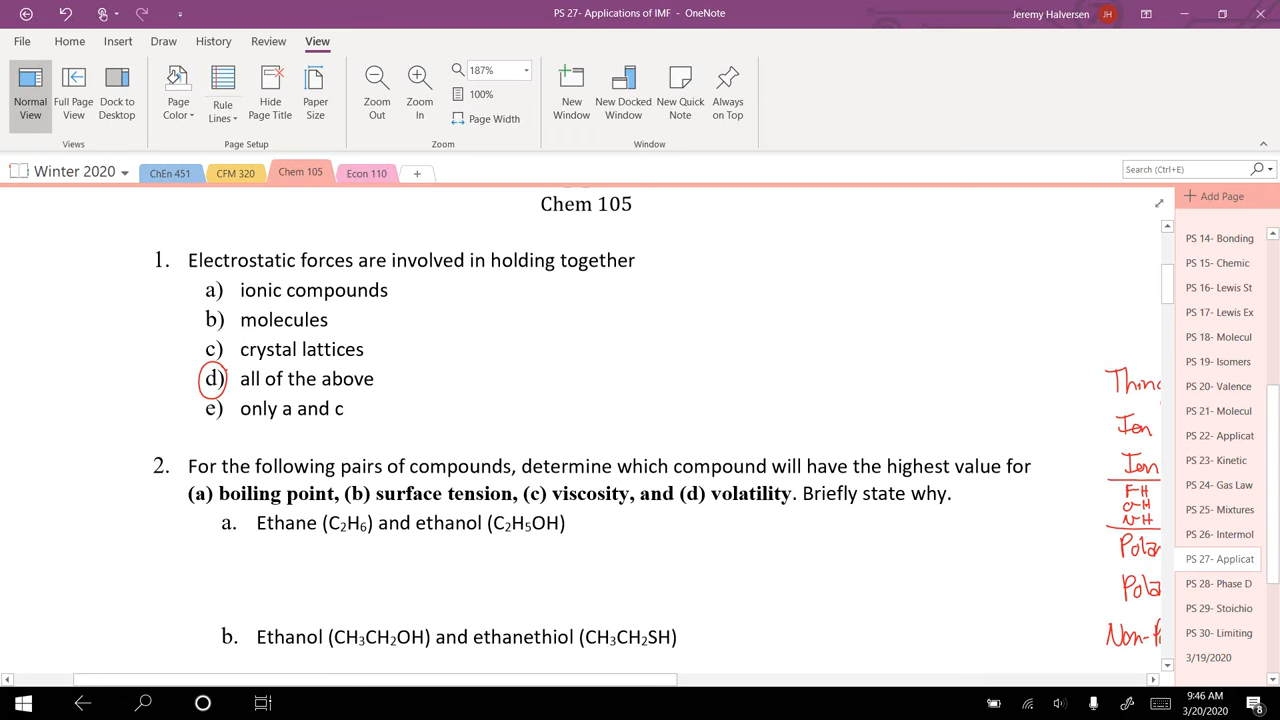 PS 27- Applications of IMF - OneNote
Jeremy Halversen
JH
File Home Insert Draw History Review View
Normal View
Full Page View
Dock to Desktop
Views
Page Color
Rule Lines
Hide Page Title
Paper Size
Page Setup
Zoom Out
Zoom In
187%
100%
Page Width
Zoom
New Window
New Docked Window
New Quick Note
Always on Top
Window
Winter 2020
ChEn 451
CFM 320
Chem 105
Econ 110
Search (Ctrl+E)
Add Page
Chem 105
1. Electrostatic forces are involved in holding together
a) ionic compounds
b) molecules
c) crystal lattices
d) all of the above
e) only a and c
2. For the following pairs of compounds, determine which compound will have the highest value for
(a) boiling point, (b) surface tension, (c) viscosity, and (d) volatility. Briefly state why.
a. Ethane (C₂H₆) and ethanol (C₂H₅OH)
b. Ethanol (CH₃CH₂OH) and ethanethiol (CH₃CH₂SH)
Thing
Ion
Ion
F-H
O-H
N-H
Polar
Pola
Non-P
PS 14- Bonding
PS 15- Chemic
PS 16- Lewis St
PS 17- Lewis Ex
PS 18- Molecul
PS 19- Isomers
PS 20- Valence
PS 21- Molecul
PS 22- Applicat
PS 23- Kinetic
PS 24- Gas Law
PS 25- Mixtures
PS 26- Intermol
PS 27- Applicat
PS 28- Phase D
PS 29- Stoichio
PS 30- Limiting
3/19/2020
9:46 AM
3/20/2020
8